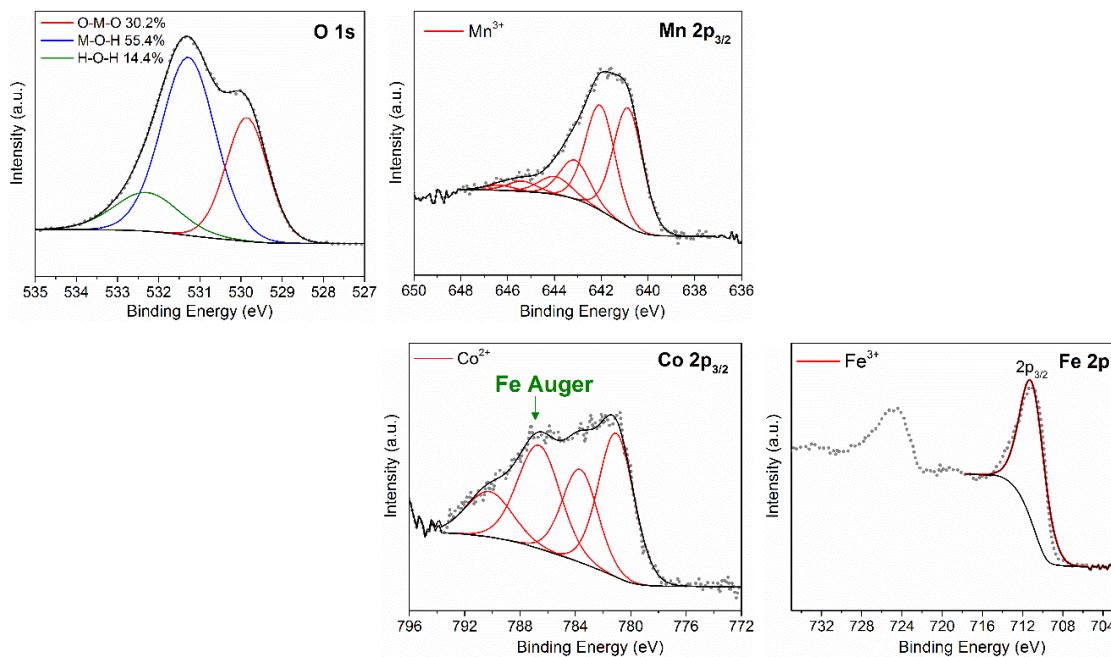 O-M-O 30.2%
M-O-H 55.4%
H-O-H 14.4%
O 1s
Intensity (a.u.)
535 534 533 532 531 530 529 528 527
Binding Energy (eV)
Mn³⁺
Mn 2p₃/₂
Intensity (a.u.)
650 648 646 644 642 640 638 636
Binding Energy (eV)
Co²⁺
Co 2p₃/₂
Fe Auger
Intensity (a.u.)
796 792 788 784 780 776 772
Binding Energy (eV)
Fe³⁺
Fe 2p
2p₃/₂
Intensity (a.u.)
732 728 724 720 716 712 708 704
Binding Energy (eV)